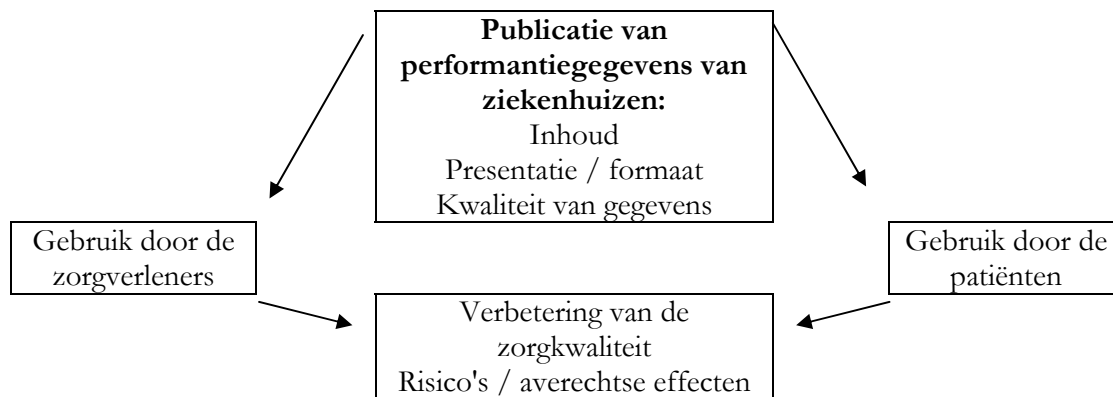 Publicatie van
performantiegegevens van
ziekenhuizen:
Inhoud
Presentatie / formaat
Kwaliteit van gegevens
Gebruik door de
zorgverleners
Gebruik door de
patiënten
Verbetering van de
zorgkwaliteit
Risico's / averechtse effecten